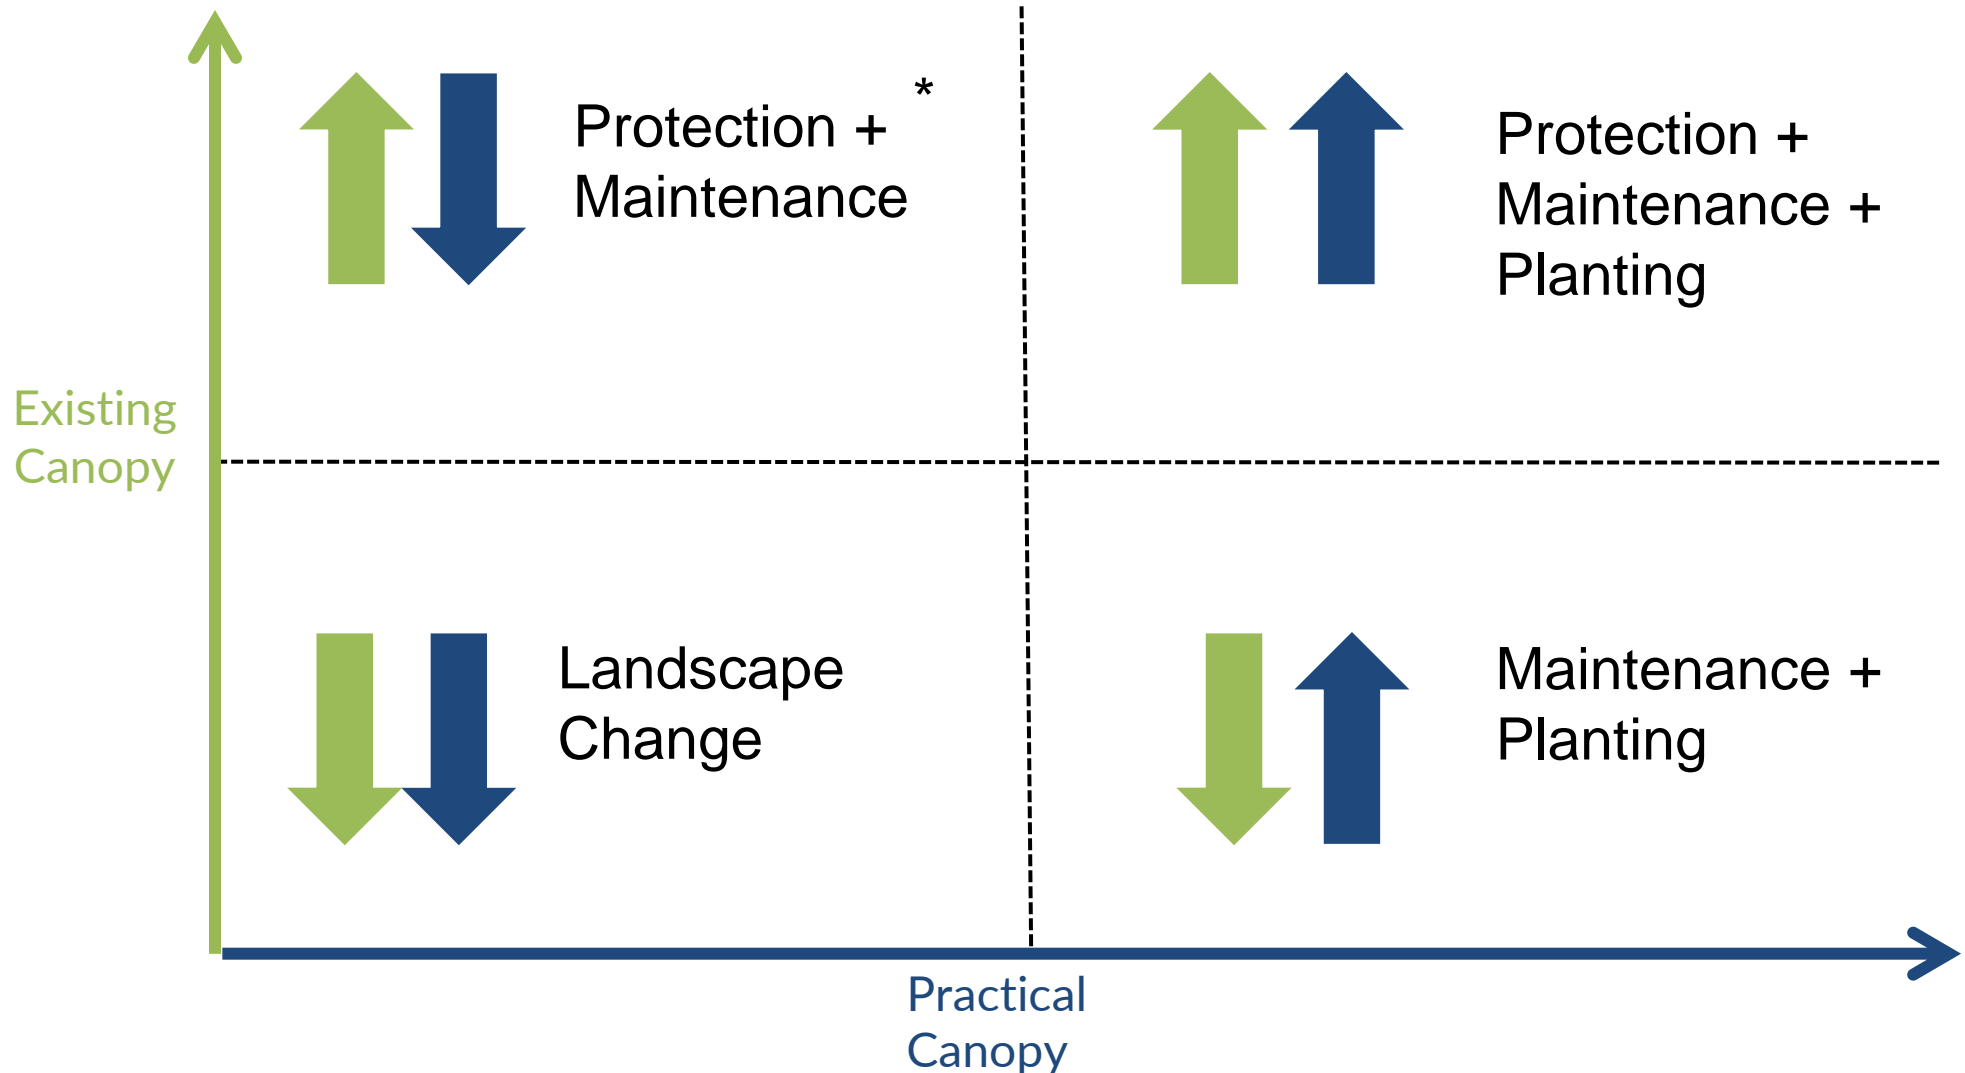 *
Protection +
Maintenance
Protection +
Maintenance +
Planting
Existing
Canopy
Landscape
Change
Maintenance +
Planting
Practical
Canopy